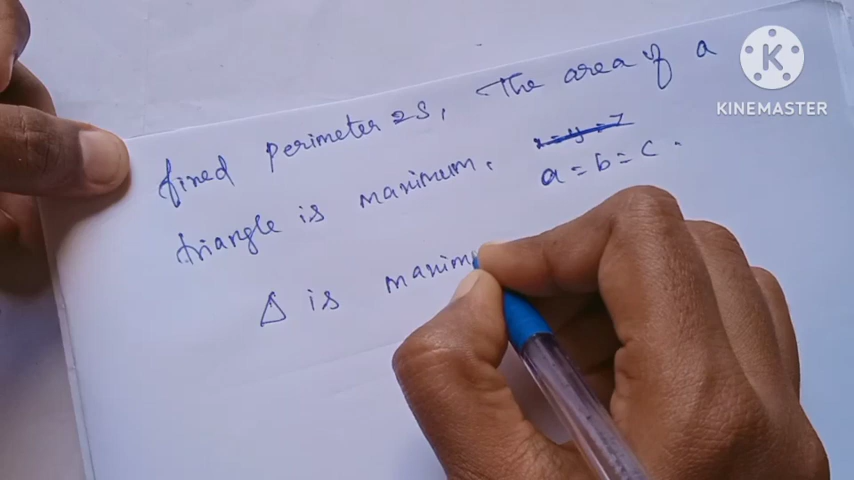 fixed perimeter 2s, The area of a
triangle is maximum. x=y=z
a=b=c.
Δ is maxim
KINEMASTER